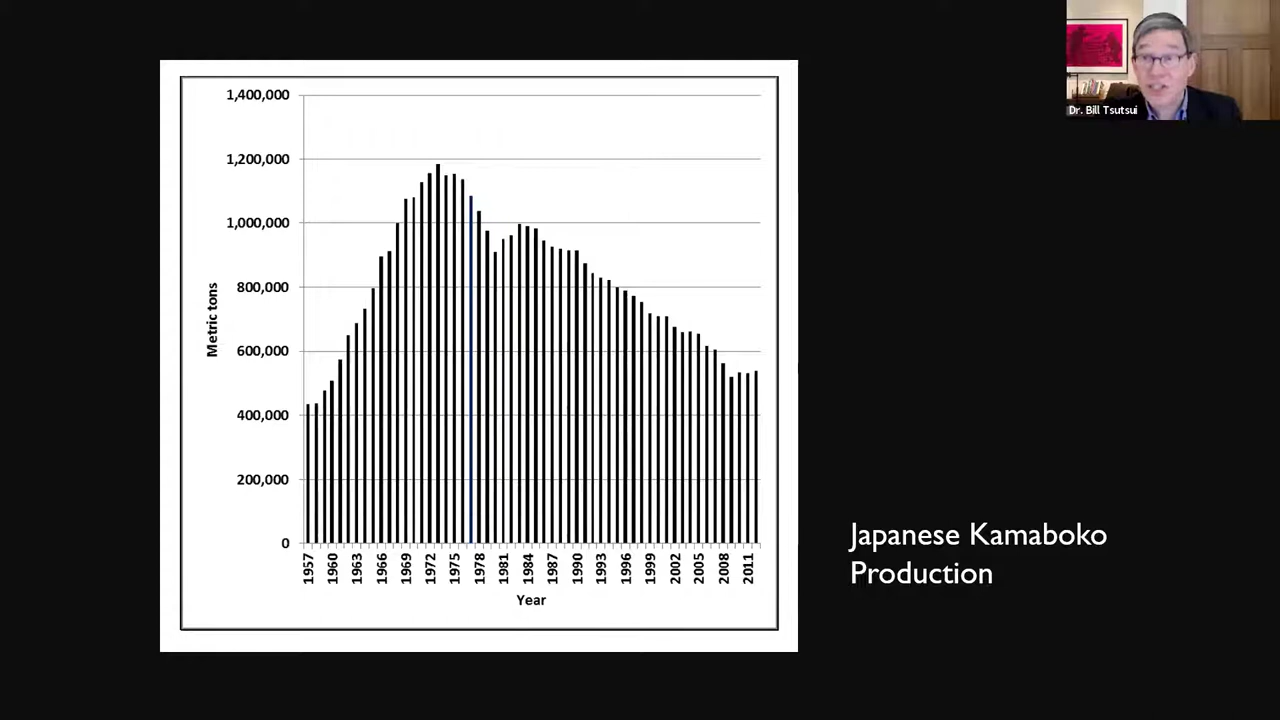 Dr. Bill Tsutsui
1,400,000
1,200,000
1,000,000
800,000
600,000
400,000
200,000
0
Metric tons
1957 1960 1963 1966 1969 1972 1975 1978 1981 1984 1987 1990 1993 1996 1999 2002 2005 2008 2011
Year
Japanese Kamaboko
Production